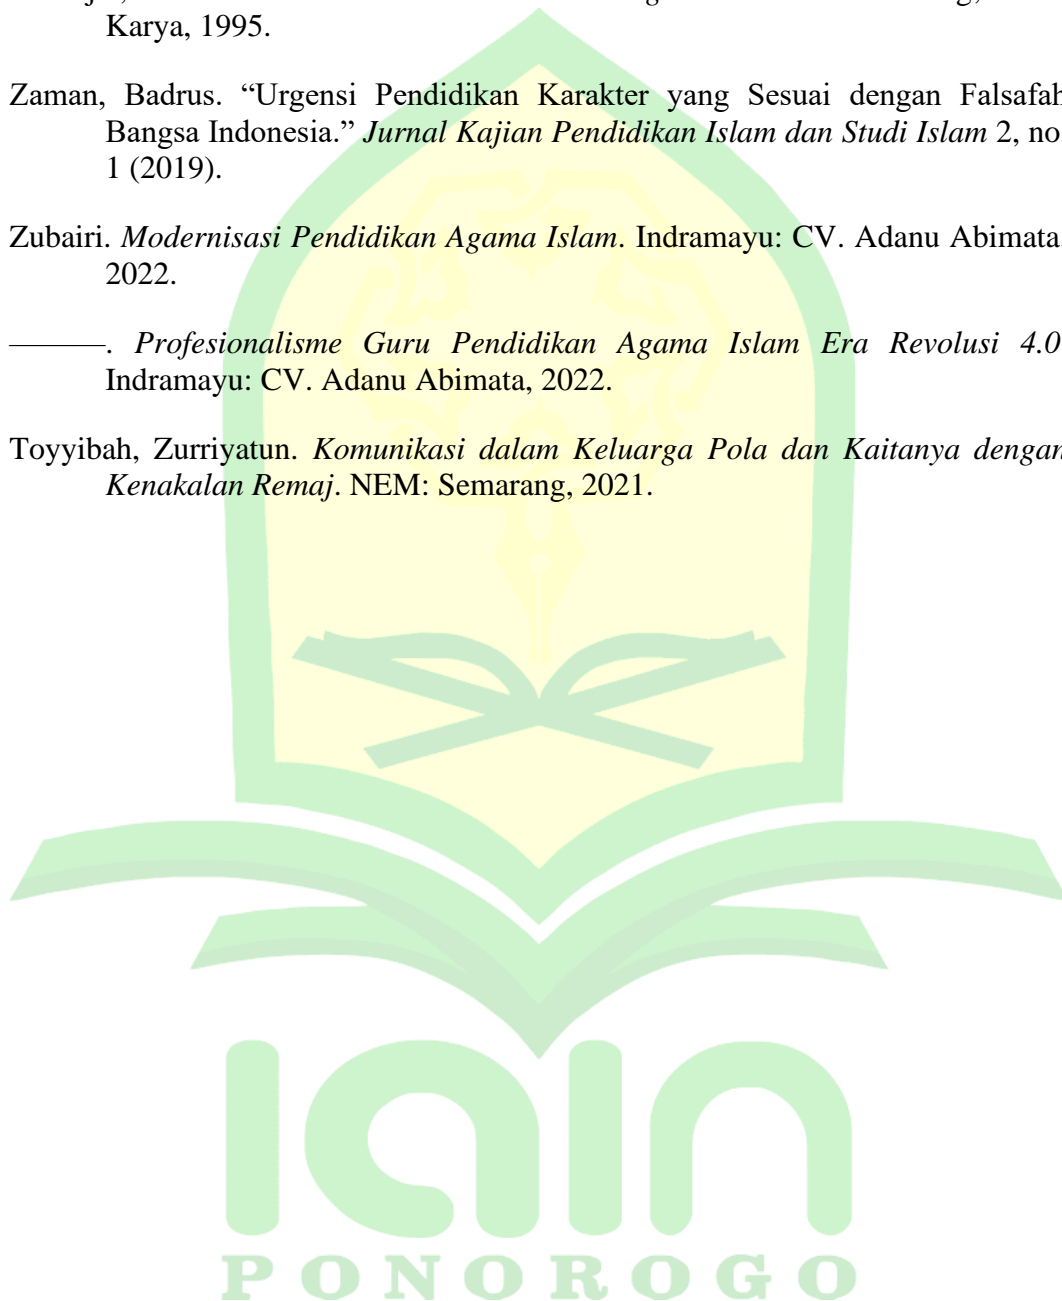 Karya, 1995.
Zaman, Badrus. “Urgensi Pendidikan Karakter yang Sesuai dengan Falsafah
Bangsa Indonesia.” Jurnal Kajian Pendidikan Islam dan Studi Islam 2, no
1 (2019).
Zubairi. Modernisasi Pendidikan Agama Islam. Indramayu: CV. Adanu Abimata,
2022.
———. Profesionalisme Guru Pendidikan Agama Islam Era Revolusi 4.0
Indramayu: CV. Adanu Abimata, 2022.
Toyyibah, Zurriyatun. Komunikasi dalam Keluarga Pola dan Kaitanya dengan
Kenakalan Remaj. NEM: Semarang, 2021.
iain
PONOROGO